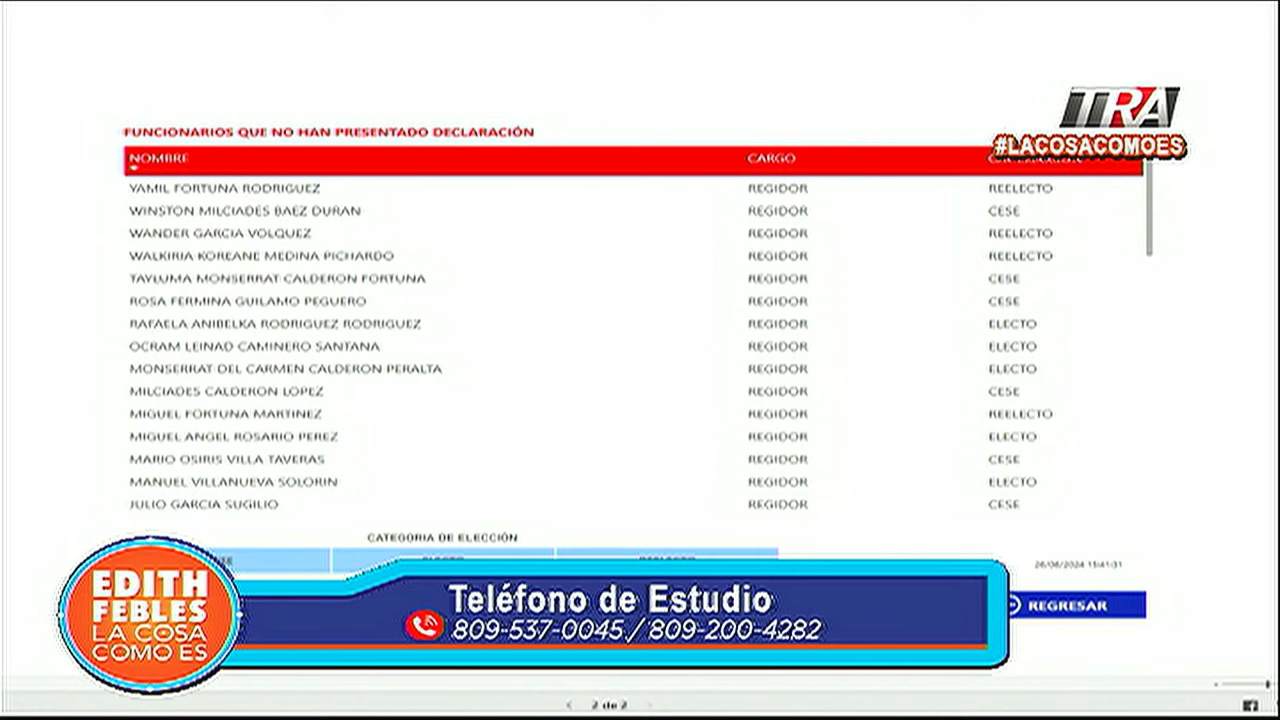 TRA
#LACOSACOMOES
FUNCIONARIOS QUE NO HAN PRESENTADO DECLARACIÓN
NOMBRE CARGO
YAMIL FORTUNA RODRIGUEZ REGIDOR REELECTO
WINSTON MILCIADES BAEZ DURAN REGIDOR CESE
WANDER GARCIA VOLQUEZ REGIDOR REELECTO
WALKIRIA KOREANE MEDINA PICHARDO REGIDOR REELECTO
TAYLUMA MONSERRAT CALDERON FORTUNA REGIDOR CESE
ROSA FERMINA GUILAMO PEGUERO REGIDOR CESE
RAFAELA ANIBELKA RODRIGUEZ RODRIGUEZ REGIDOR ELECTO
OCRAM LEINAD CAMINERO SANTANA REGIDOR ELECTO
MONSERRAT DEL CARMEN CALDERON PERALTA REGIDOR ELECTO
MILCIADES CALDERON LOPEZ REGIDOR CESE
MIGUEL FORTUNA MARTINEZ REGIDOR REELECTO
MIGUEL ANGEL ROSARIO PEREZ REGIDOR ELECTO
MARIO OSIRIS VILLA TAVERAS REGIDOR CESE
MANUEL VILLANUEVA SOLORIN REGIDOR ELECTO
JULIO GARCIA SUGILIO REGIDOR CESE
CATEGORIA DE ELECCIÓN
26/06/2024 15:41:31
REGRESAR
EDITH
FEBLES
LA COSA
COMO ES
Teléfono de Estudio
809-537-0045 / 809-200-4282
2 de 2